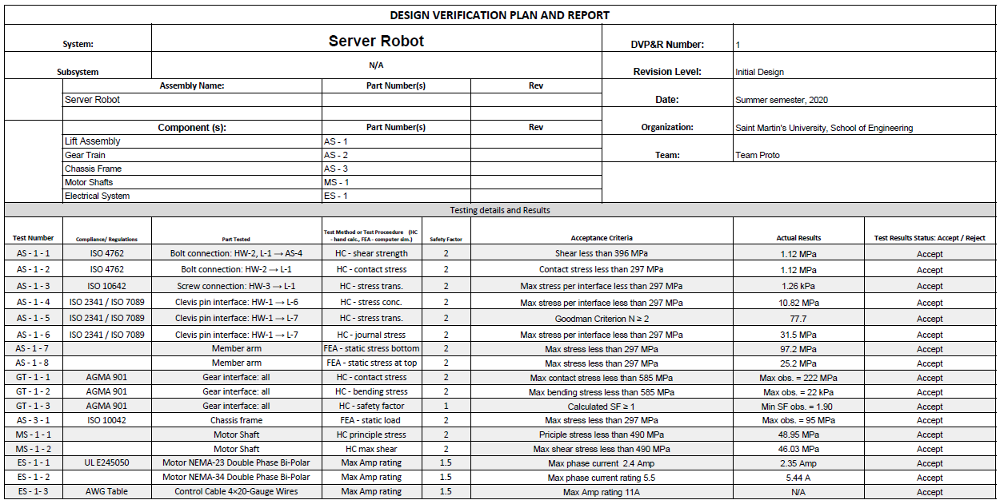 DESIGN VERIFICATION PLAN AND REPORT
System: Server Robot DVP&R Number: 1
Subsystem N/A Revision Level: Initial Design
Assembly Name: Part Number(s) Rev
Server Robot Date: Summer semester, 2020
Component (s): Part Number(s) Rev Organization: Saint Martin's University, School of Engineering
Lift Assembly AS - 1
Gear Train AS - 2 Team: Team Proto
Chassis Frame AS - 3
Motor Shafts MS - 1
Electrical System ES - 1
Testing details and Results
Test Number Compliance/ Regulations Part Tested Test Method or Test Proceedure (HC - hand calc., FEA - computer sim.) Safety Factor Acceptance Criteria Actual Results Test Results Status: Accept / Reject
AS - 1 - 1 ISO 4762 Bolt connection: HW-2, L-1 → AS-4 HC - shear strength 2 Shear less than 396 MPa 1.12 MPa Accept
AS - 1 - 2 ISO 4762 Bolt connection: HW-2 → L-1 HC - contact stress 2 Contact stress less than 297 MPa 1.12 MPa Accept
AS - 1 - 3 ISO 10642 Screw connection: HW-3 → L-1 HC - stress trans. 2 Max stress per interface less than 297 MPa 1.26 kPa Accept
AS - 1 - 4 ISO 2341 / ISO 7089 Clevis pin interface: HW-1 → L-6 HC - stress conc. 2 Max stress per interface less than 297 MPa 10.82 MPa Accept
AS - 1 - 5 ISO 2341 / ISO 7089 Clevis pin interface: HW-1 → L-7 HC - stress trans. 2 Goodman Criterion N ≥ 2 77.7 Accept
AS - 1 - 6 ISO 2341 / ISO 7089 Clevis pin interface: HW-1 → L-7 HC - journal stress 2 Max stress per interface less than 297 MPa 31.5 MPa Accept
AS - 1 - 7 Member arm FEA - static stress bottom 2 Max stress less than 297 MPa 97.2 MPa Accept
AS - 1 - 8 Member arm FEA - static stress at top 2 Max stress less than 297 MPa 25.2 MPa Accept
GT - 1 - 1 AGMA 901 Gear interface: all HC - contact stress 2 Max contact stress less than 585 MPa Max obs. = 222 MPa Accept
GT - 1 - 2 AGMA 901 Gear interface: all HC - bending stress 2 Max bending stress less than 585 MPa Max obs. = 22 kPa Accept
GT - 1 - 3 AGMA 901 Gear interface: all HC - safety factor 1 Calculated SF ≥ 1 Min SF obs. = 1.90 Accept
AS - 3 - 1 ISO 10042 Chassis frame FEA - static load 2 Max stress less than 297 MPa Max obs. = 95 MPa Accept
MS - 1 - 1 Motor Shaft HC principle stress 2 Priciple stress less than 490 MPa 48.95 MPa Accept
MS - 1 - 2 Motor Shaft HC max shear 2 Max shear stress less than 490 MPa 46.03 MPa Accept
ES - 1 - 1 UL E245050 Motor NEMA-23 Double Phase Bi-Polar Max Amp rating 1.5 Max phase current 2.4 Amp 2.35 Amp Accept
ES - 1 - 2 Motor NEMA-34 Double Phase Bi-Polar Max Amp rating 1.5 Max phase current rating 5.5 5.44 A Accept
ES - 1 - 3 AWG Table Control Cable 4×20-Gauge Wires Max Amp rating 1.5 Max Amp rating 11A N/A Accept